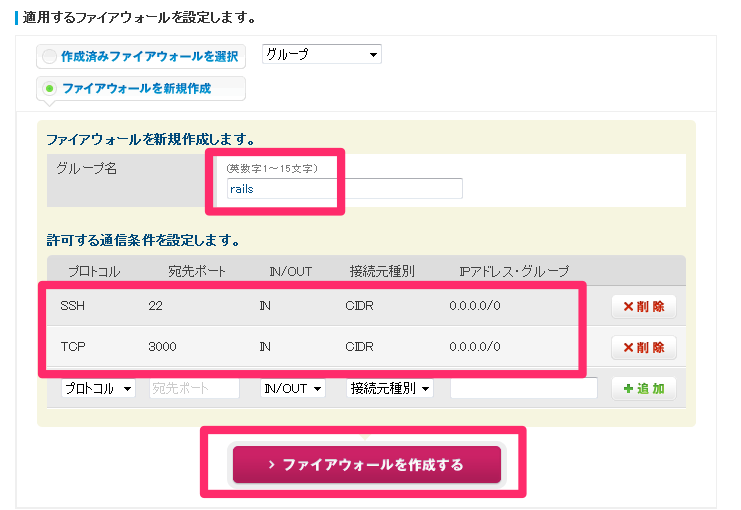 適用するファイアウォールを設定します。
作成済みファイアウォールを選択 グループ
ファイアウォールを新規作成
ファイアウォールを新規作成します。
グループ名
(英数字1～15文字)
rails
許可する通信条件を設定します。
プロトコル 宛先ポート IN/OUT 接続元種別 IPアドレス・グループ
SSH 22 IN CIDR 0.0.0.0/0 削除
TCP 3000 IN CIDR 0.0.0.0/0 削除
プロトコル 宛先ポート IN/OUT 接続元種別 追加
ファイアウォールを作成する